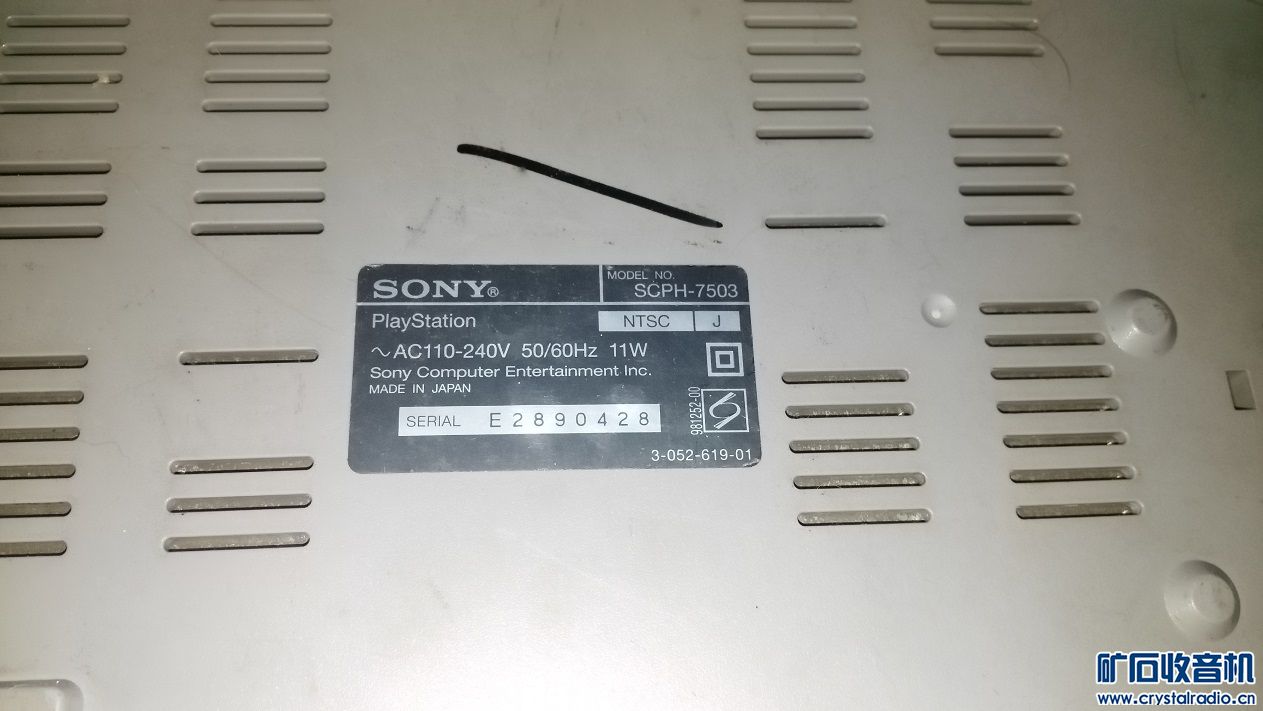 SONY®
MODEL NO.
SCPH-7503
PlayStation
NTSC J
~AC110-240V 50/60Hz 11W
Sony Computer Entertainment Inc.
MADE IN JAPAN
SERIAL E2890428
981252-00
3-052-619-01
矿石收音机
www.crystalradio.cn